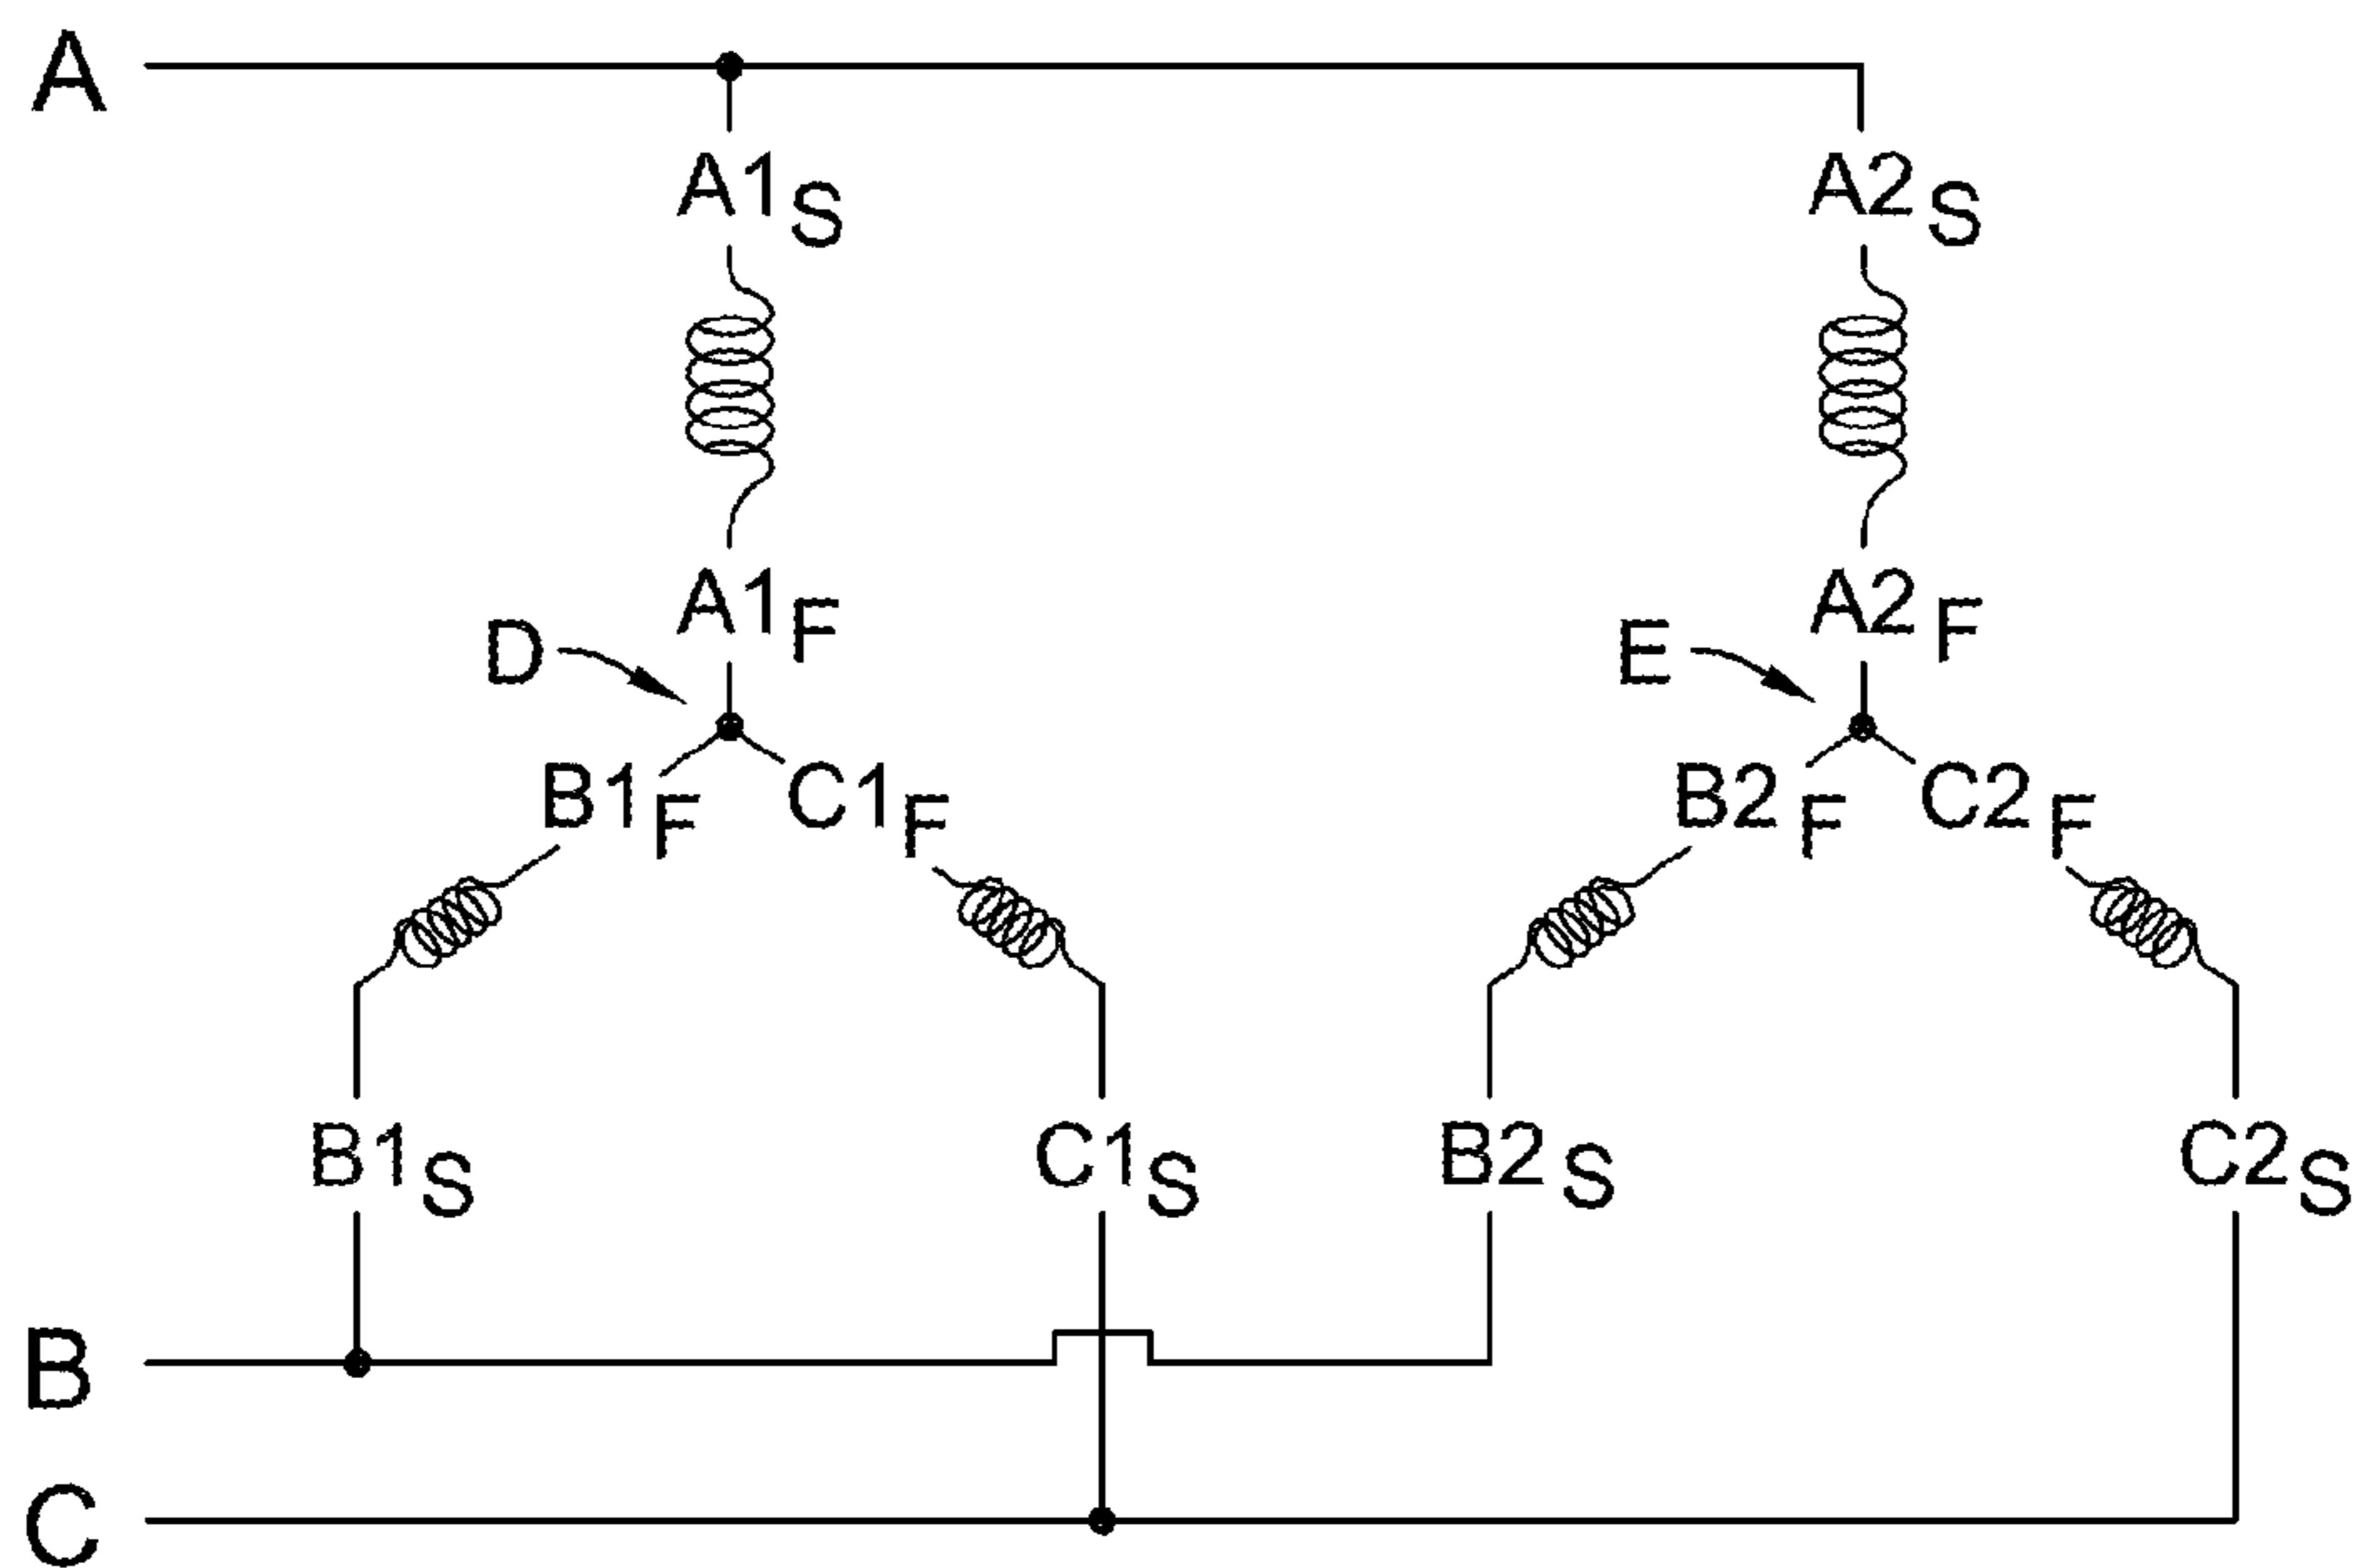 A
A1S A2S
A1F A2F
D E
B1F C1F B2F C2F
B1S C1S B2S C2S
B
C